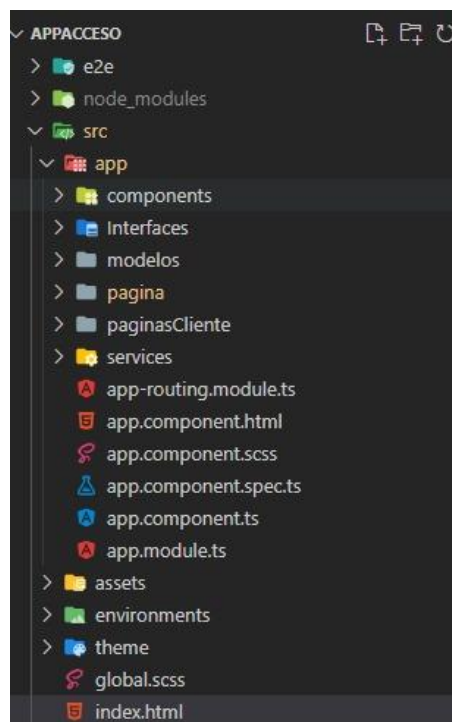 APPACCESO
e2e
node_modules
src
app
components
Interfaces
modelos
pagina
paginasCliente
services
app-routing.module.ts
app.component.html
app.component.scss
app.component.spec.ts
app.component.ts
app.module.ts
assets
environments
theme
global.scss
index.html